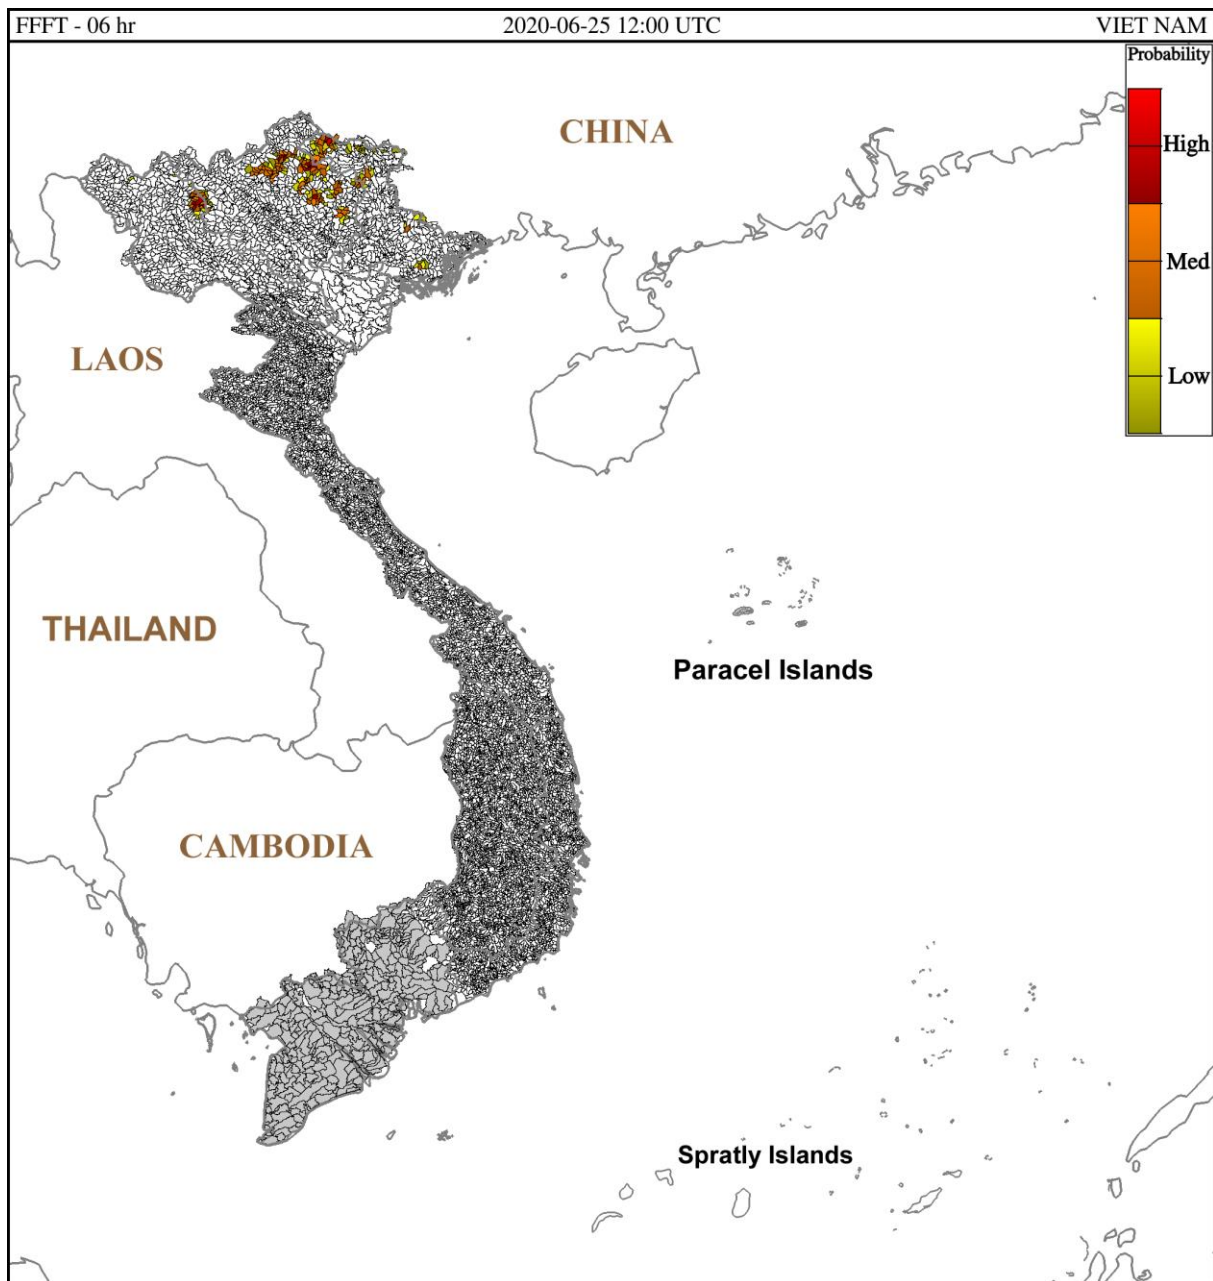 FFFT - 06 hr
2020-06-25 12:00 UTC
VIET NAM
Probability
High
Med
Low
CHINA
LAOS
THAILAND
Paracel Islands
CAMBODIA
Spratly Islands